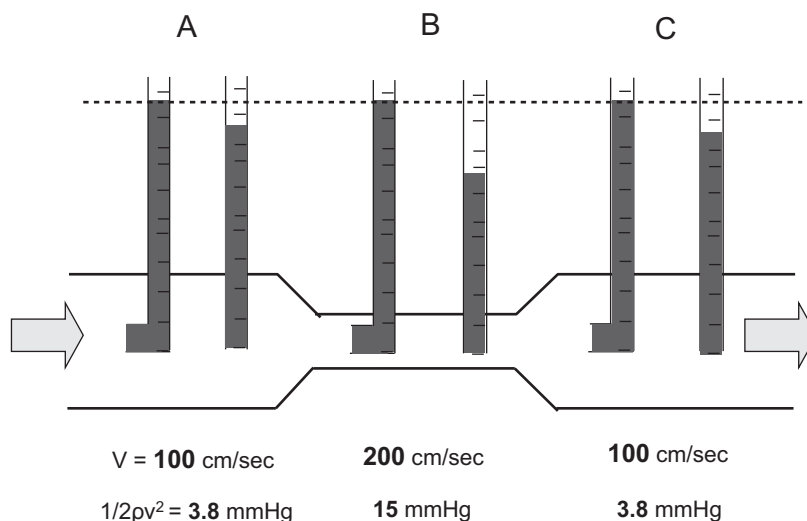 A B C
V = 100 cm/sec 200 cm/sec 100 cm/sec
1/2ρv² = 3.8 mmHg 15 mmHg 3.8 mmHg